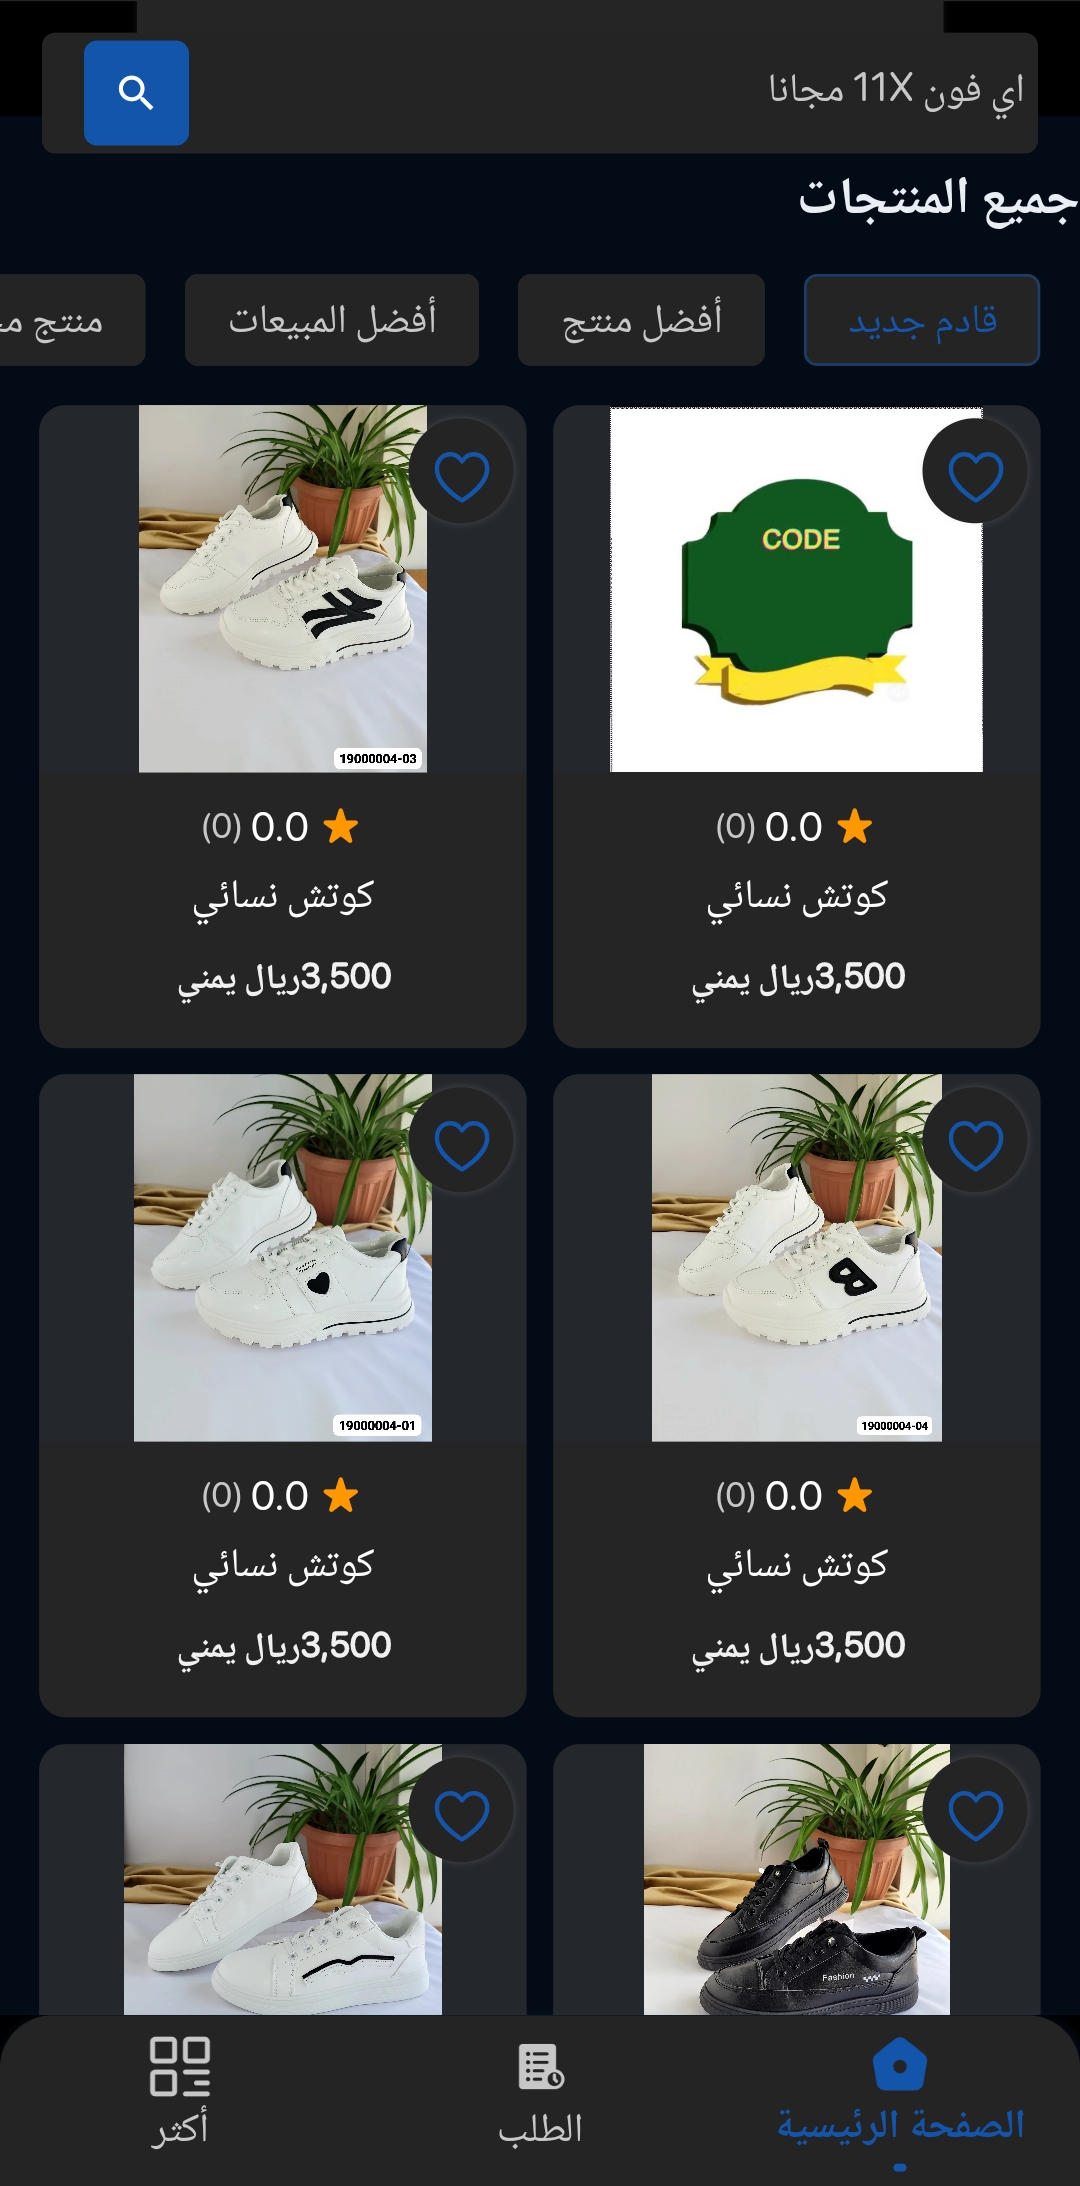 اي فون 11X مجانا
جميع المنتجات
قادم جديد
أفضل منتج
أفضل المبيعات
منتج
CODE
0.0 (0)
كوتش نسائي
3,500ريال يمني
19000004-03
0.0 (0)
كوتش نسائي
3,500ريال يمني
19000004-04
0.0 (0)
كوتش نسائي
3,500ريال يمني
19000004-01
0.0 (0)
كوتش نسائي
3,500ريال يمني
Fashion
الصفحة الرئيسية
الطلب
أكثر